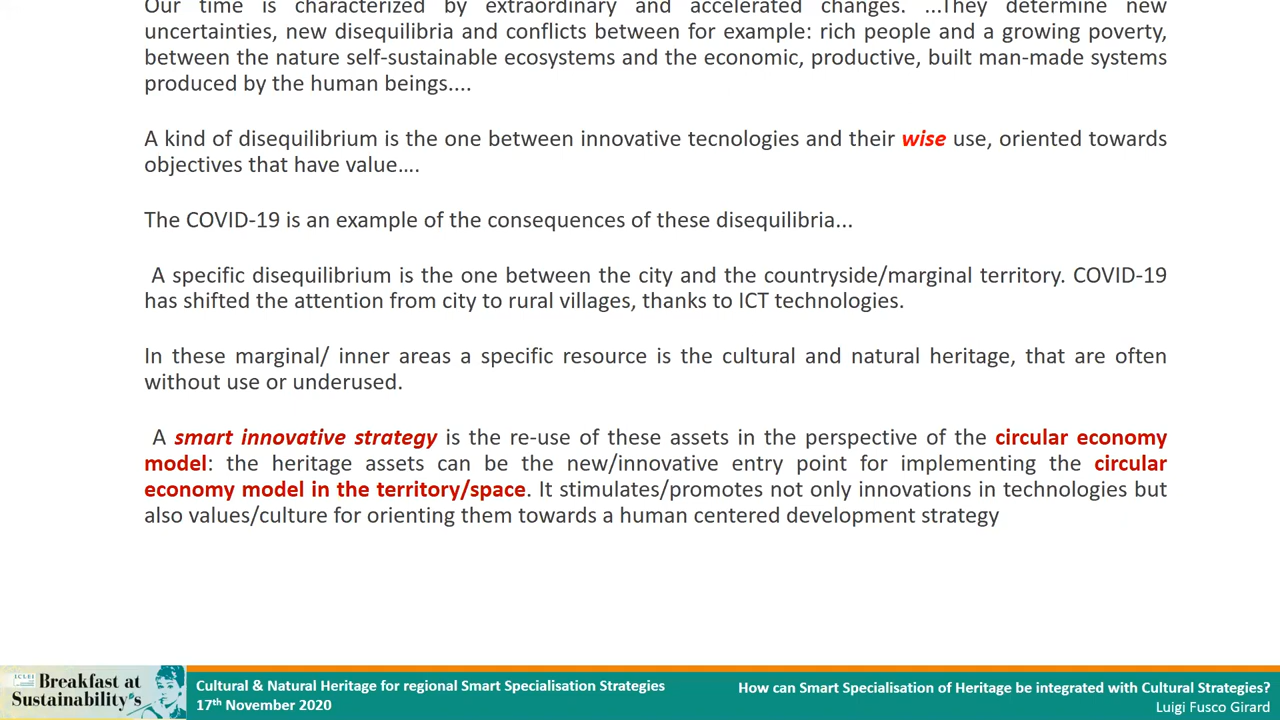 Our time is characterized by extraordinary and accelerated changes. ...They determine new
uncertainties, new disequilibria and conflicts between for example: rich people and a growing poverty,
between the nature self-sustainable ecosystems and the economic, productive, built man-made systems
produced by the human beings....
A kind of disequilibrium is the one between innovative tecnologies and their wise use, oriented towards
objectives that have value....
The COVID-19 is an example of the consequences of these disequilibria...
A specific disequilibrium is the one between the city and the countryside/marginal territory. COVID-19
has shifted the attention from city to rural villages, thanks to ICT technologies.
In these marginal/ inner areas a specific resource is the cultural and natural heritage, that are often
without use or underused.
A smart innovative strategy is the re-use of these assets in the perspective of the circular economy
model: the heritage assets can be the new/innovative entry point for implementing the circular
economy model in the territory/space. It stimulates/promotes not only innovations in technologies but
also values/culture for orienting them towards a human centered development strategy
ICLEI
Breakfast at
Sustainability's
Cultural & Natural Heritage for regional Smart Specialisation Strategies
17th November 2020
How can Smart Specialisation of Heritage be integrated with Cultural Strategies?
Luigi Fusco Girard